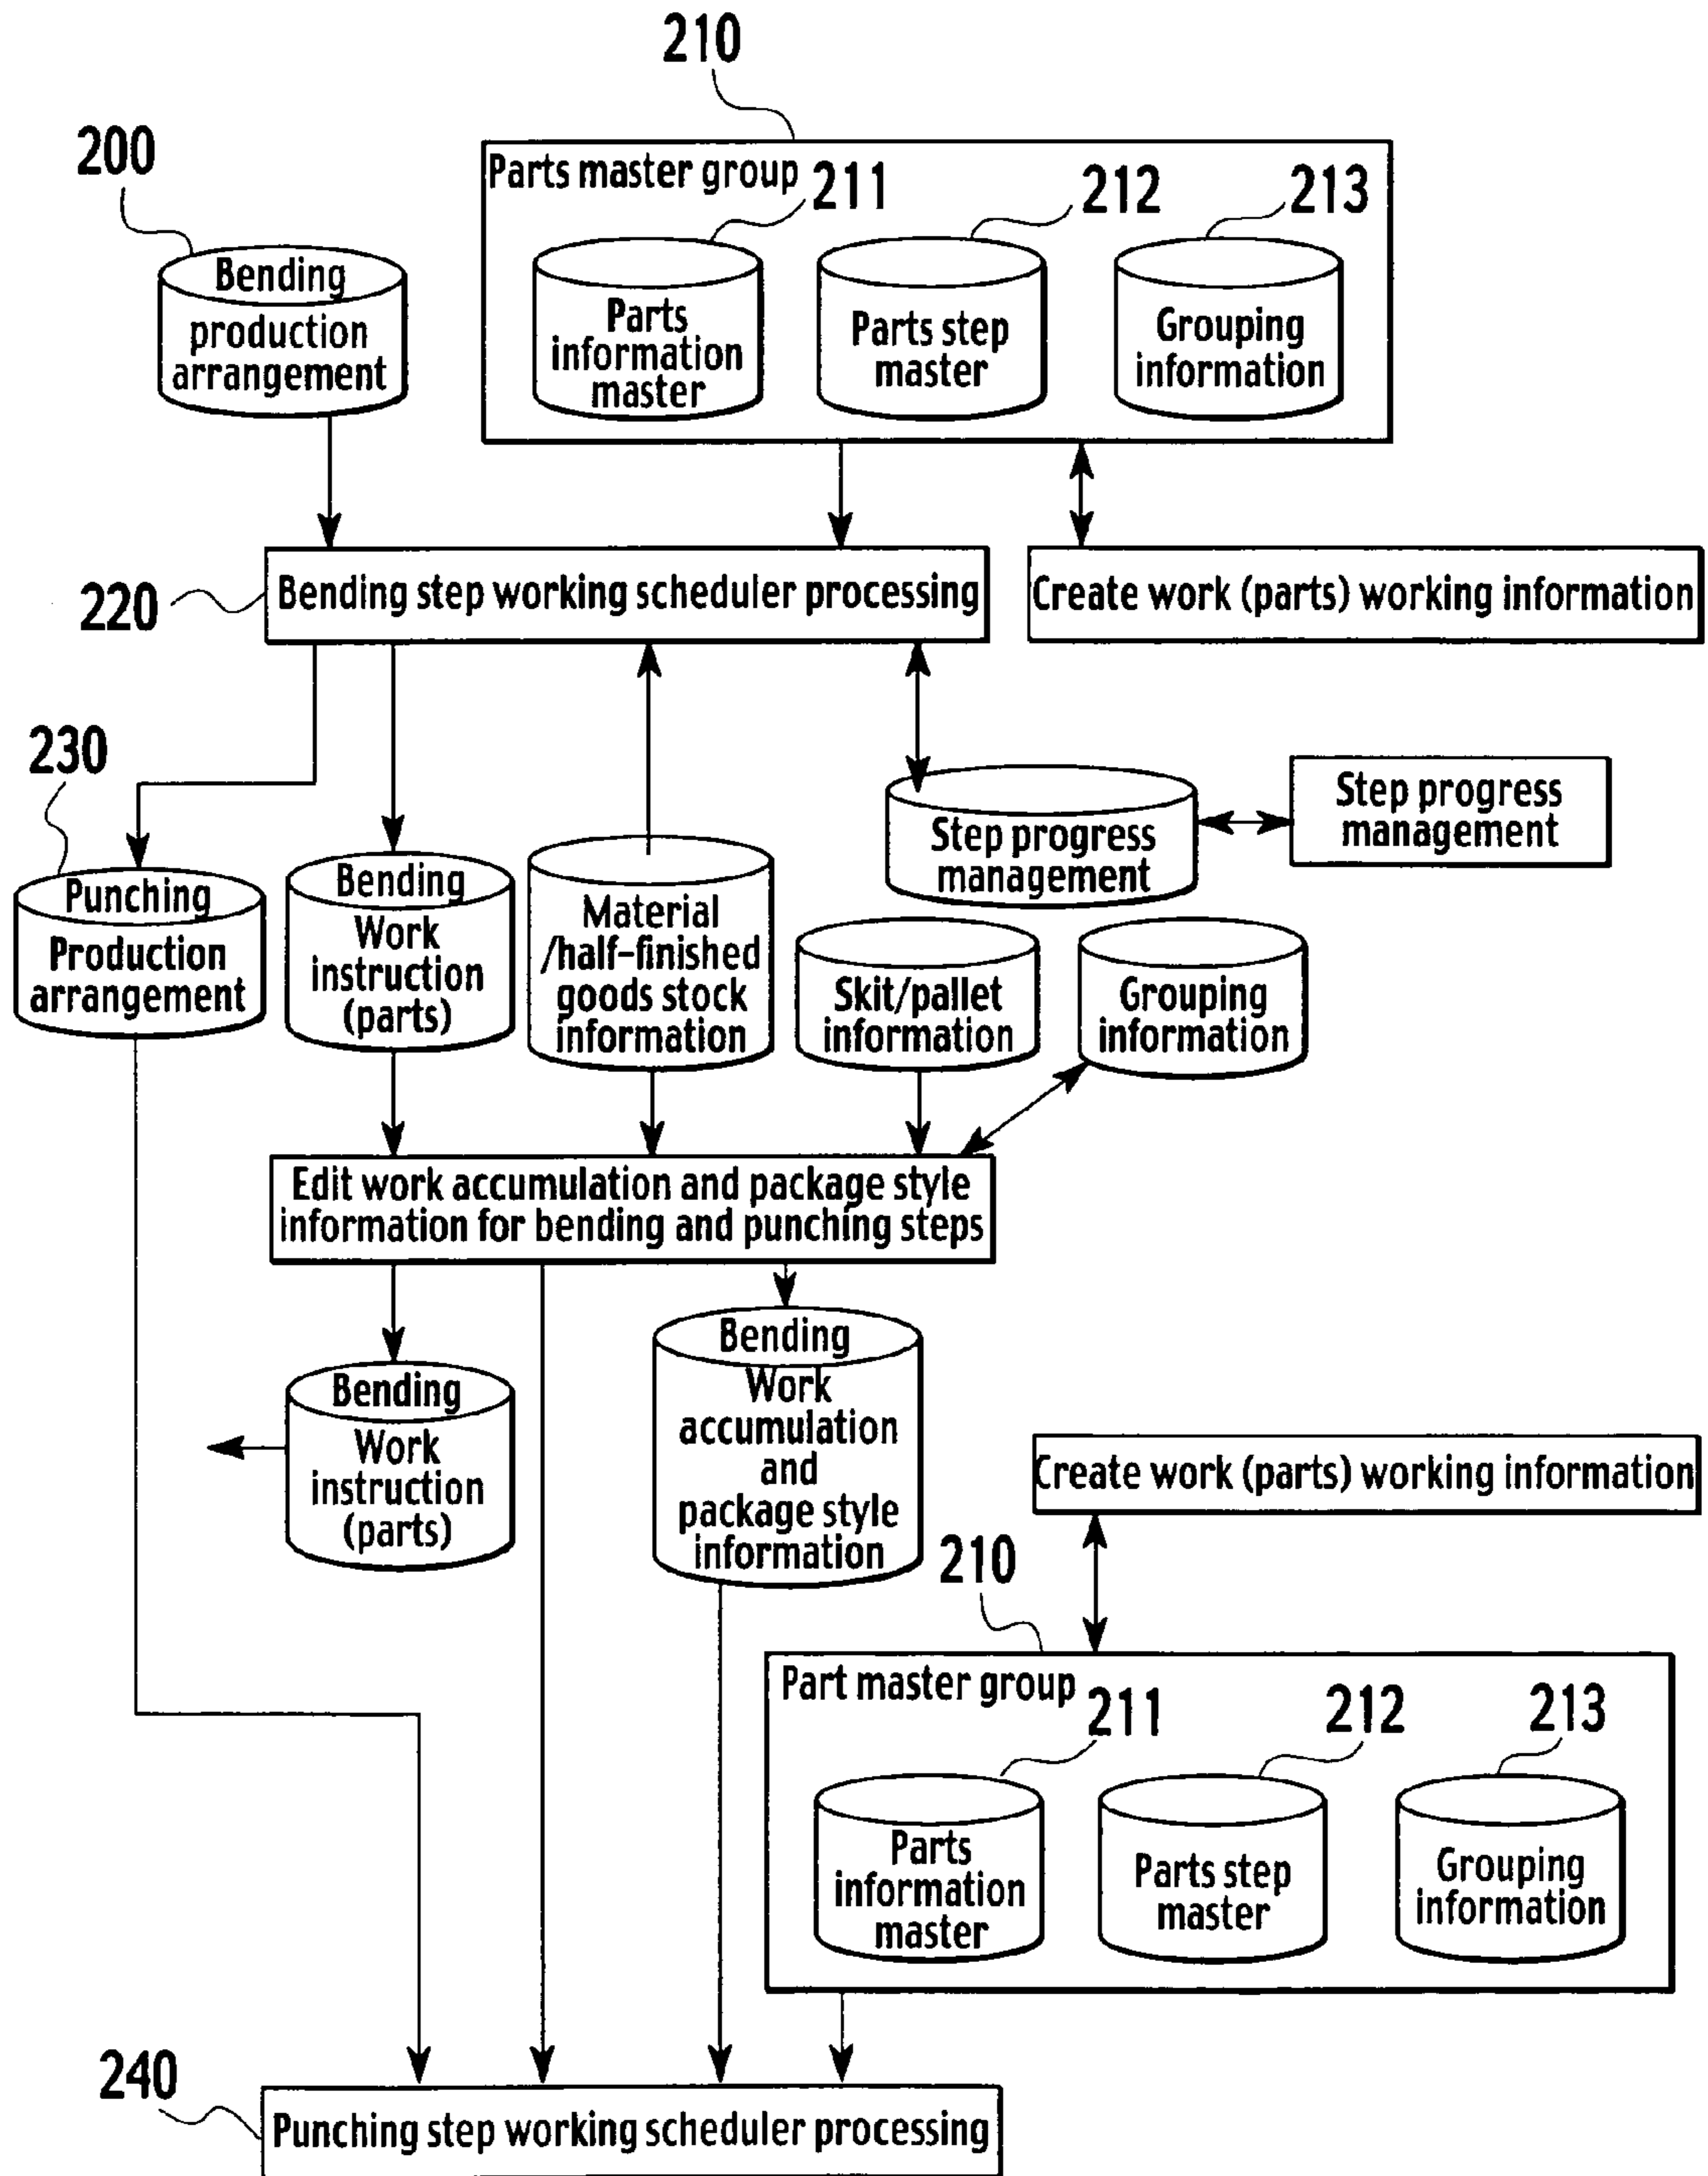 210
200
Parts master group
211
212
213
Bending
production
arrangement
Parts
information
master
Parts step
master
Grouping
information
220
Bending step working scheduler processing
Create work (parts) working information
230
Step progress
management
Step progress
management
Punching
Production
arrangement
Bending
Work
instruction
(parts)
Material
/half-finished
goods stock
information
Skit/pallet
information
Grouping
information
Edit work accumulation and package style
information for bending and punching steps
Bending
Work
instruction
(parts)
Bending
Work
accumulation
and
package style
information
Create work (parts) working information
210
Part master group
211
212
213
Parts
information
master
Parts step
master
Grouping
information
240
Punching step working scheduler processing